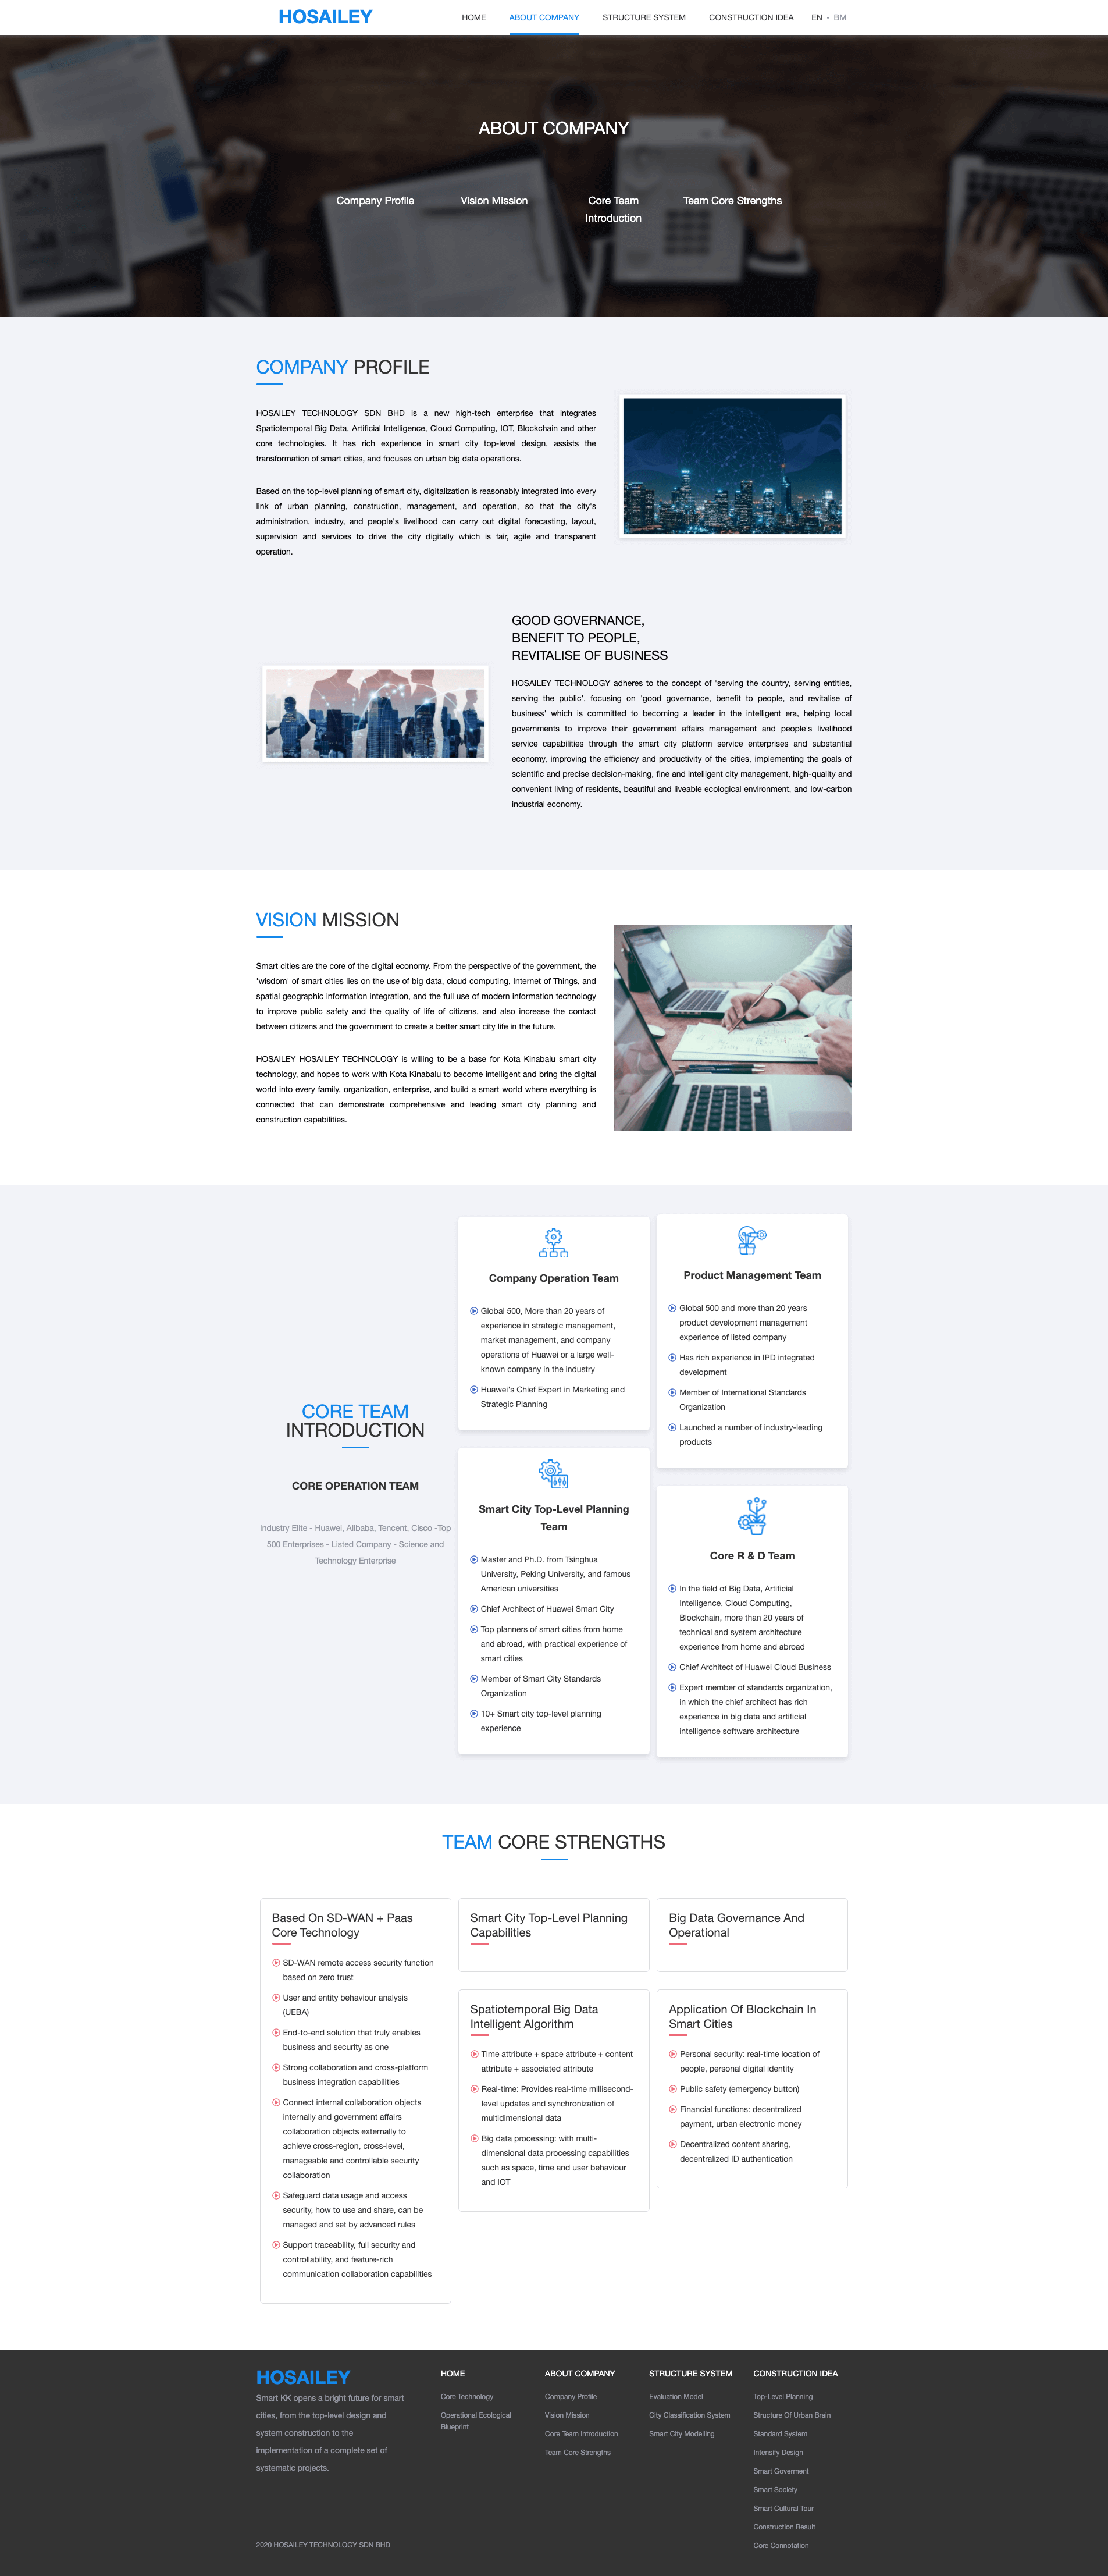 HOSAILEY
HOME
ABOUT COMPANY
STRUCTURE SYSTEM
CONSTRUCTION IDEA
EN • BM
ABOUT COMPANY
Company Profile
Vision Mission
Core Team
Introduction
Team Core Strengths
COMPANY PROFILE
HOSAILEY TECHNOLOGY SDN BHD is a new high-tech enterprise that integrates
Spatiotemporal Big Data, Artificial Intelligence, Cloud Computing, IOT, Blockchain and other
core technologies. It has rich experience in smart city top-level design, assists the
transformation of smart cities, and focuses on urban big data operations.
Based on the top-level planning of smart city, digitalization is reasonably integrated into every
link of urban planning, construction, management, and operation, so that the city's
administration, industry, and people's livelihood can carry out digital forecasting, layout,
supervision and services to drive the city digitally which is fair, agile and transparent
operation.
GOOD GOVERNANCE,
BENEFIT TO PEOPLE,
REVITALISE OF BUSINESS
HOSAILEY TECHNOLOGY adheres to the concept of 'serving the country, serving entities,
serving the public', focusing on 'good governance, benefit to people, and revitalise of
business' which is committed to becoming a leader in the intelligent era, helping local
governments to improve their government affairs management and people's livelihood
service capabilities through the smart city platform service enterprises and substantial
economy, improving the efficiency and productivity of the cities, implementing the goals of
scientific and precise decision-making, fine and intelligent city management, high-quality and
convenient living of residents, beautiful and liveable ecological environment, and low-carbon
industrial economy.
VISION MISSION
Smart cities are the core of the digital economy. From the perspective of the government, the
'wisdom' of smart cities lies on the use of big data, cloud computing, Internet of Things, and
spatial geographic information integration, and the full use of modern information technology
to improve public safety and the quality of life of citizens, and also increase the contact
between citizens and the government to create a better smart city life in the future.
HOSAILEY HOSAILEY TECHNOLOGY is willing to be a base for Kota Kinabalu smart city
technology, and hopes to work with Kota Kinabalu to become intelligent and bring the digital
world into every family, organization, enterprise, and build a smart world where everything is
connected that can demonstrate comprehensive and leading smart city planning and
construction capabilities.
CORE TEAM
INTRODUCTION
CORE OPERATION TEAM
Industry Elite - Huawei, Alibaba, Tencent, Cisco -Top
500 Enterprises - Listed Company - Science and
Technology Enterprise
Company Operation Team
Global 500, More than 20 years of
experience in strategic management,
market management, and company
operations of Huawei or a large well-
known company in the industry
Huawei's Chief Expert in Marketing and
Strategic Planning
Product Management Team
Global 500 and more than 20 years
product development management
experience of listed company
Has rich experience in IPD integrated
development
Member of International Standards
Organization
Launched a number of industry-leading
products
Smart City Top-Level Planning
Team
Master and Ph.D. from Tsinghua
University, Peking University, and famous
American universities
Chief Architect of Huawei Smart City
Top planners of smart cities from home
and abroad, with practical experience of
smart cities
Member of Smart City Standards
Organization
10+ Smart city top-level planning
experience
Core R & D Team
In the field of Big Data, Artificial
Intelligence, Cloud Computing,
Blockchain, more than 20 years of
technical and system architecture
experience from home and abroad
Chief Architect of Huawei Cloud Business
Expert member of standards organization,
in which the chief architect has rich
experience in big data and artificial
intelligence software architecture
TEAM CORE STRENGTHS
Based On SD-WAN + Paas
Core Technology
SD-WAN remote access security function
based on zero trust
User and entity behaviour analysis
(UEBA)
End-to-end solution that truly enables
business and security as one
Strong collaboration and cross-platform
business integration capabilities
Connect internal collaboration objects
internally and government affairs
collaboration objects externally to
achieve cross-region, cross-level,
manageable and controllable security
collaboration
Safeguard data usage and access
security, how to use and share, can be
managed and set by advanced rules
Support traceability, full security and
controllability, and feature-rich
communication collaboration capabilities
Smart City Top-Level Planning
Capabilities
Big Data Governance And
Operational
Spatiotemporal Big Data
Intelligent Algorithm
Time attribute + space attribute + content
attribute + associated attribute
Real-time: Provides real-time millisecond-
level updates and synchronization of
multidimensional data
Big data processing: with multi-
dimensional data processing capabilities
such as space, time and user behaviour
and IOT
Application Of Blockchain In
Smart Cities
Personal security: real-time location of
people, personal digital identity
Public safety (emergency button)
Financial functions: decentralized
payment, urban electronic money
Decentralized content sharing,
decentralized ID authentication
HOSAILEY
Smart KK opens a bright future for smart
cities, from the top-level design and
system construction to the
implementation of a complete set of
systematic projects.
2020 HOSAILEY TECHNOLOGY SDN BHD
HOME
Core Technology
Operational Ecological
Blueprint
ABOUT COMPANY
Company Profile
Vision Mission
Core Team Introduction
Team Core Strengths
STRUCTURE SYSTEM
Evaluation Model
City Classification System
Smart City Modelling
CONSTRUCTION IDEA
Top-Level Planning
Structure Of Urban Brain
Standard System
Intensify Design
Smart Goverment
Smart Society
Smart Cultural Tour
Construction Result
Core Connotation